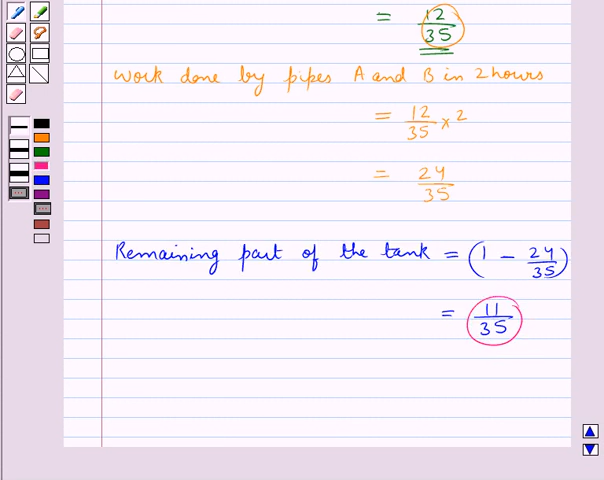 = 12/35
Work done by pipes A and B in 2 hours
= 12/35 × 2
= 24/35
Remaining part of the tank = (1 - 24/35)
= 11/35